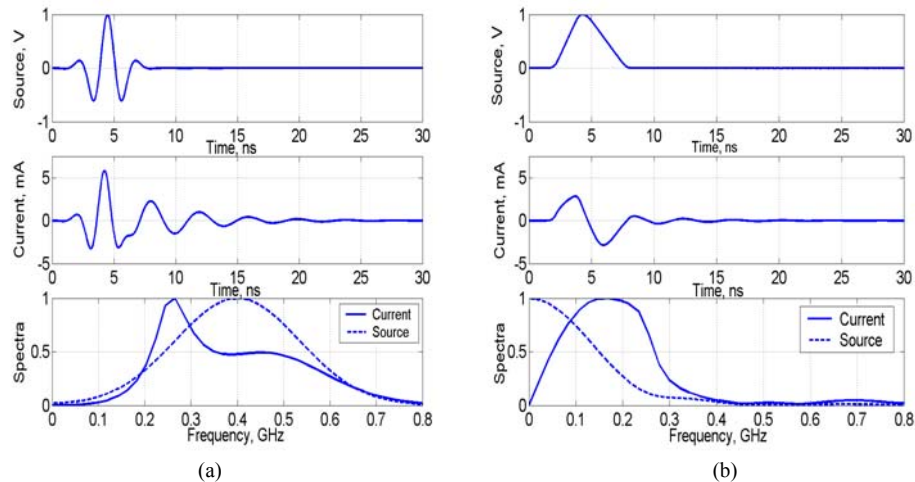 Source, V
1
0
-1
0 5 10 15 20 25 30
Time, ns
Current, mA
5
0
-5
0 5 10 15 20 25 30
Time, ns
Spectra
1
0.5
0
0 0.1 0.2 0.3 0.4 0.5 0.6 0.7 0.8
Frequency, GHz
Current
Source
(a)
Source, V
1
0
-1
0 5 10 15 20 25 30
Time, ns
Current, mA
5
0
-5
0 5 10 15 20 25 30
Time, ns
Spectra
1
0.5
0
0 0.1 0.2 0.3 0.4 0.5 0.6 0.7 0.8
Frequency, GHz
Current
Source
(b)